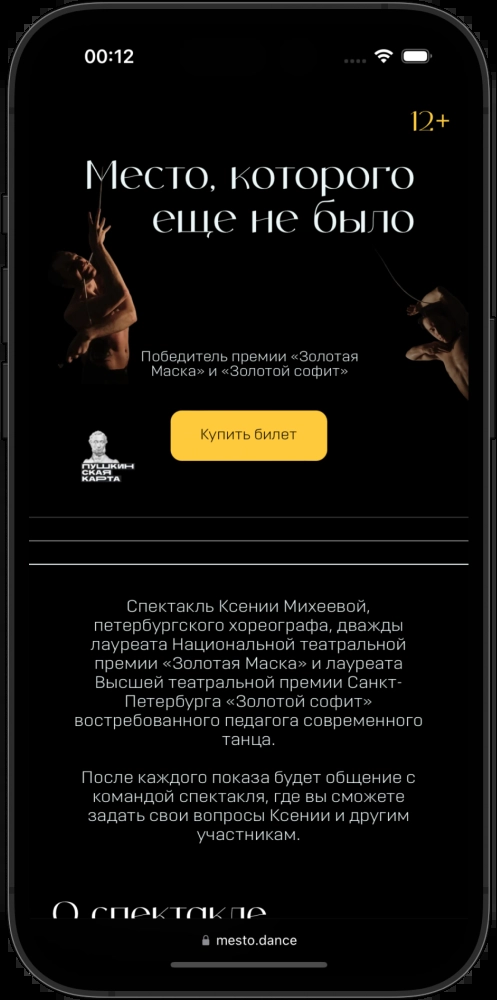 00:12
12+
Место, которого
еще не было
Победитель премии «Золотая
Маска» и «Золотой софит»
Купить билет
ПУШКИН
СКАЯ
КАРТА
Спектакль Ксении Михеевой,
петербургского хореографа, дважды
лауреата Национальной театральной
премии «Золотая Маска» и лауреата
Высшей театральной премии Санкт-
Петербурга «Золотой софит»
востребованного педагога современного
танца.
После каждого показа будет общение с
командой спектакля, где вы сможете
задать свои вопросы Ксении и другим
участникам.
О спектакле
mesto.dance